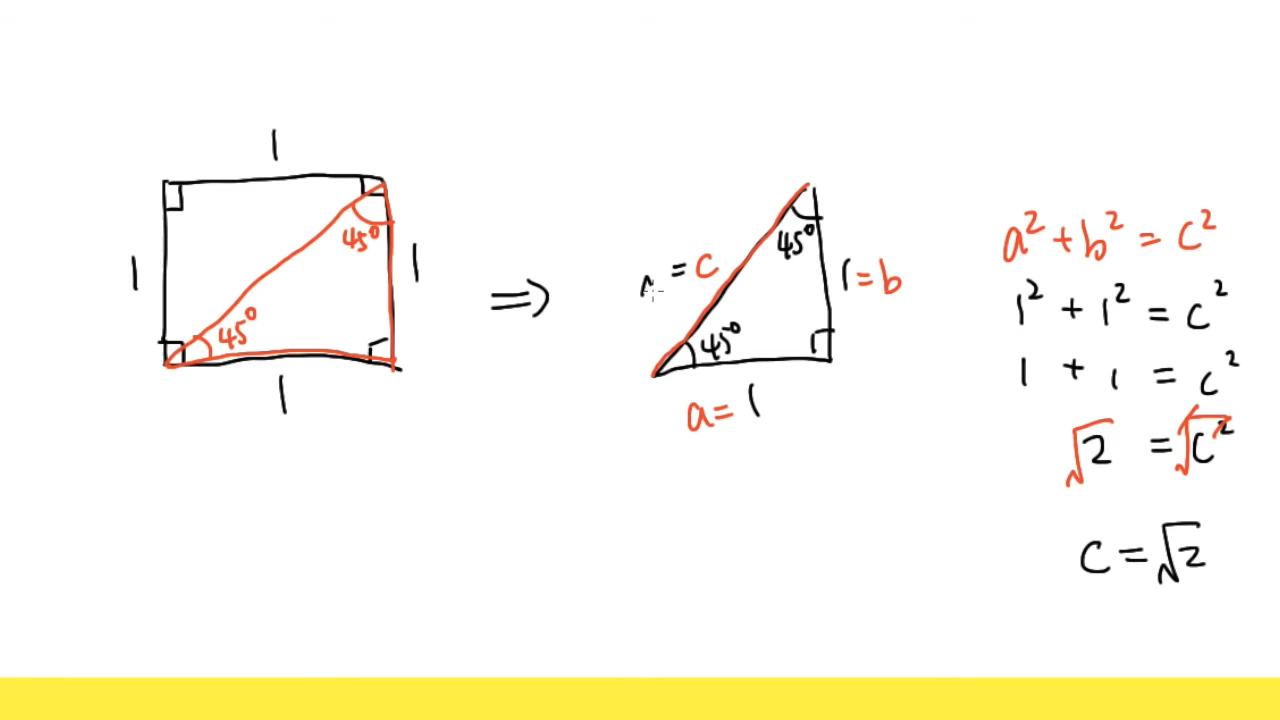 1
1
1
1
45°
45°
⇒
= c
45°
45°
1 = b
a = 1
a² + b² = c²
1² + 1² = c²
1 + 1 = c²
√2 = √c²
c = √2